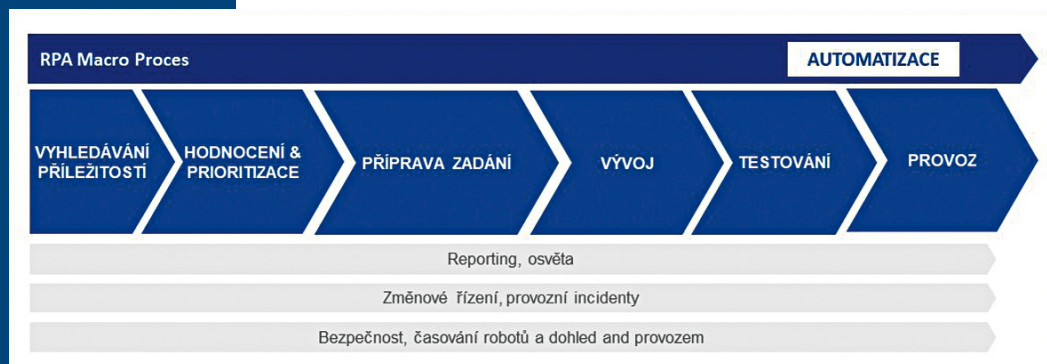 RPA Macro Proces
AUTOMATIZACE
VYHLEDÁVÁNÍ
PŘÍLEŽITOSTÍ
HODNOCENÍ &
PRIORITIZACE
PŘÍPRAVA ZADÁNÍ
VÝVOJ
TESTOVÁNÍ
PROVOZ
Reporting, osvěta
Změnové řízení, provozní incidenty
Bezpečnost, časování robotů a dohled and provozem